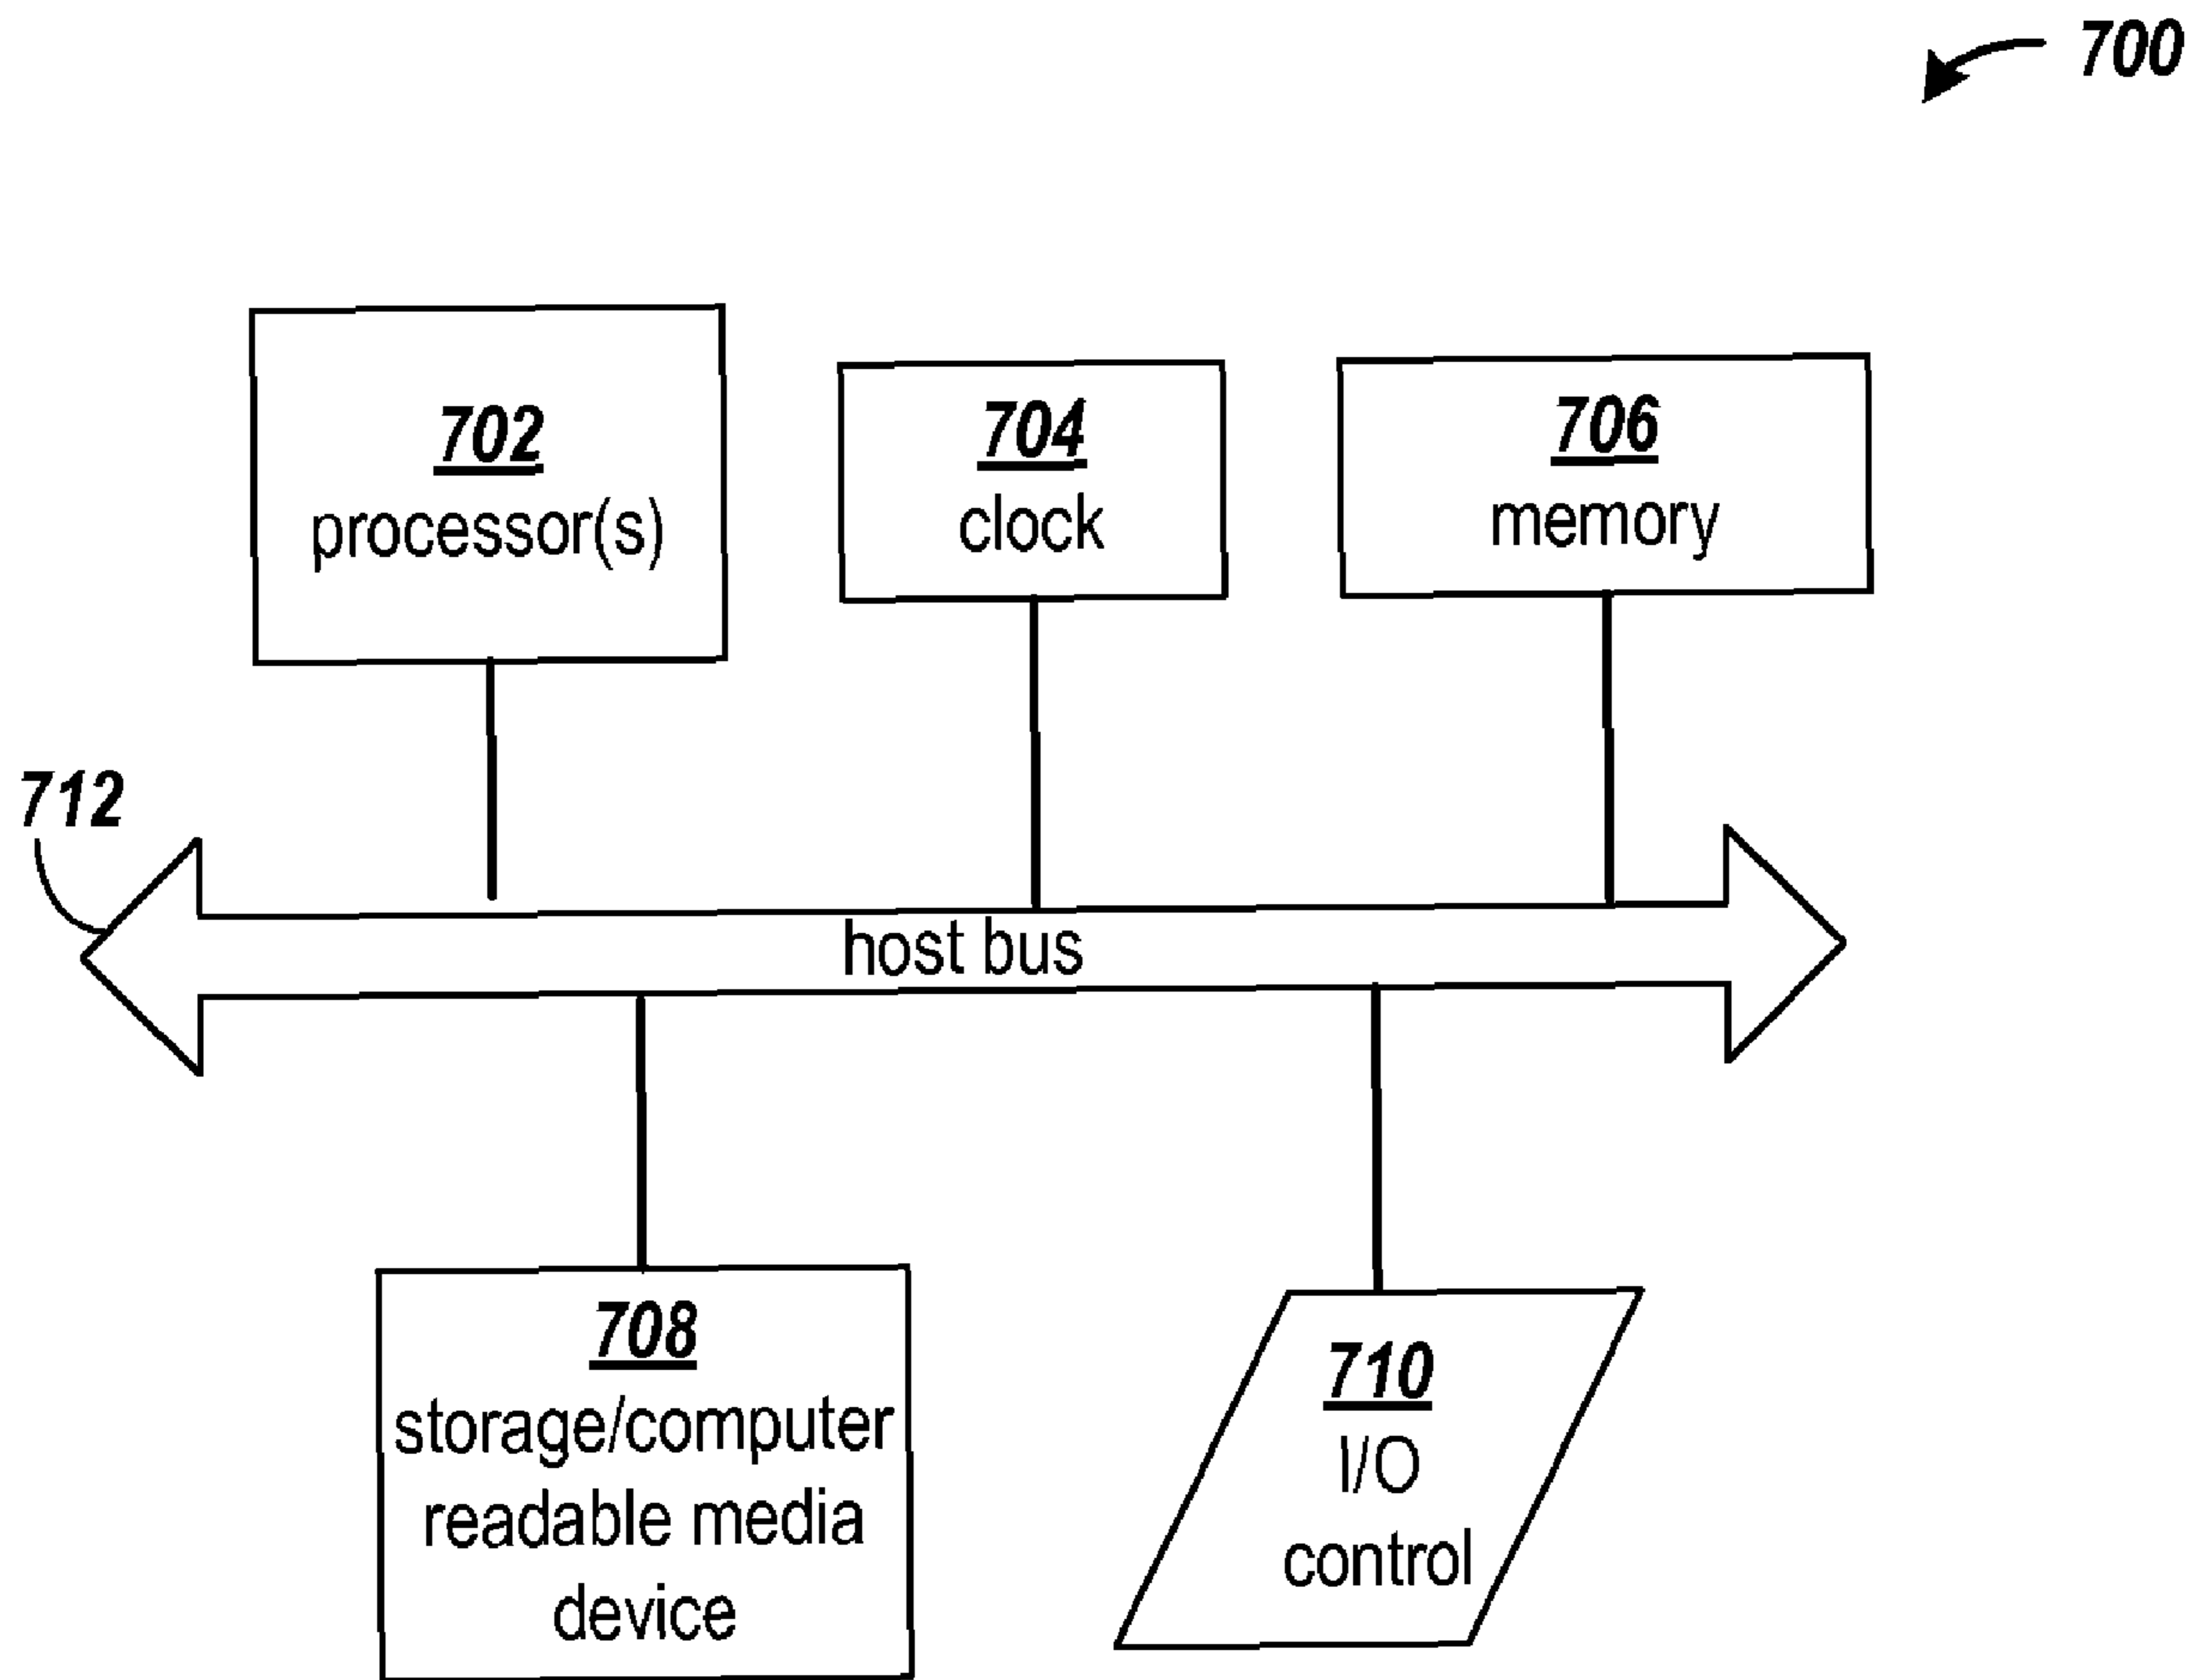 700
702
processor(s)
704
clock
706
memory
712
host bus
708
storage/computer
readable media
device
710
I/O
control